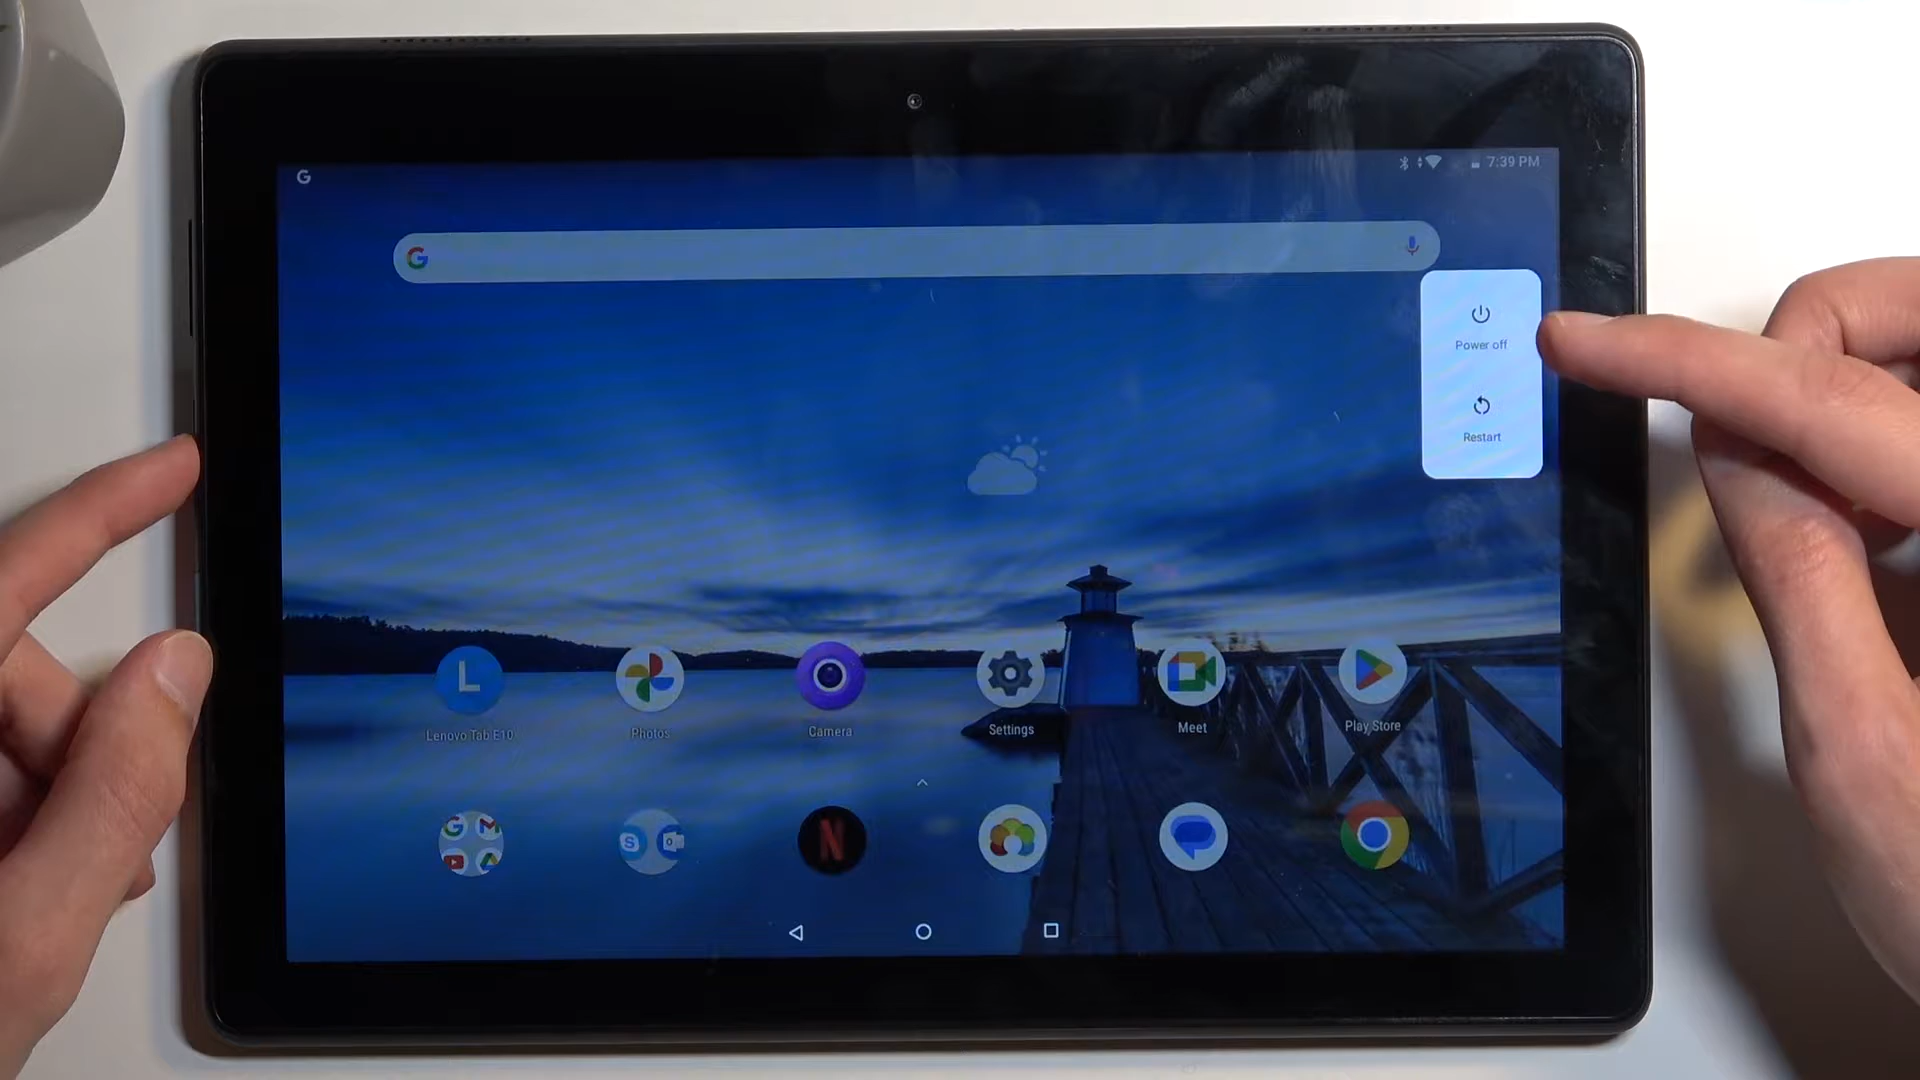 G
7:39 PM
G
Power off
Restart
L
Lenovo Tab E10
Photos
Camera
Settings
Meet
Play Store
G
S
N